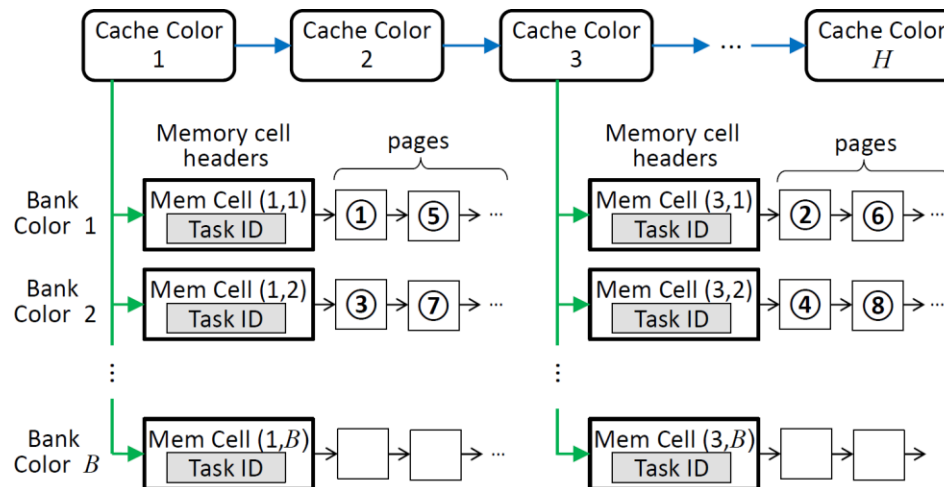 Cache Color
1
Cache Color
2
Cache Color
3
...
Cache Color
H
Memory cell
headers
pages
Memory cell
headers
pages
Bank
Color 1
Mem Cell (1,1)
Task ID
① ⑤ ...
Mem Cell (3,1)
Task ID
② ⑥ ...
Bank
Color 2
Mem Cell (1,2)
Task ID
③ ⑦ ...
Mem Cell (3,2)
Task ID
④ ⑧ ...
⋮
⋮
Bank
Color B
Mem Cell (1,B)
Task ID
...
Mem Cell (3,B)
Task ID